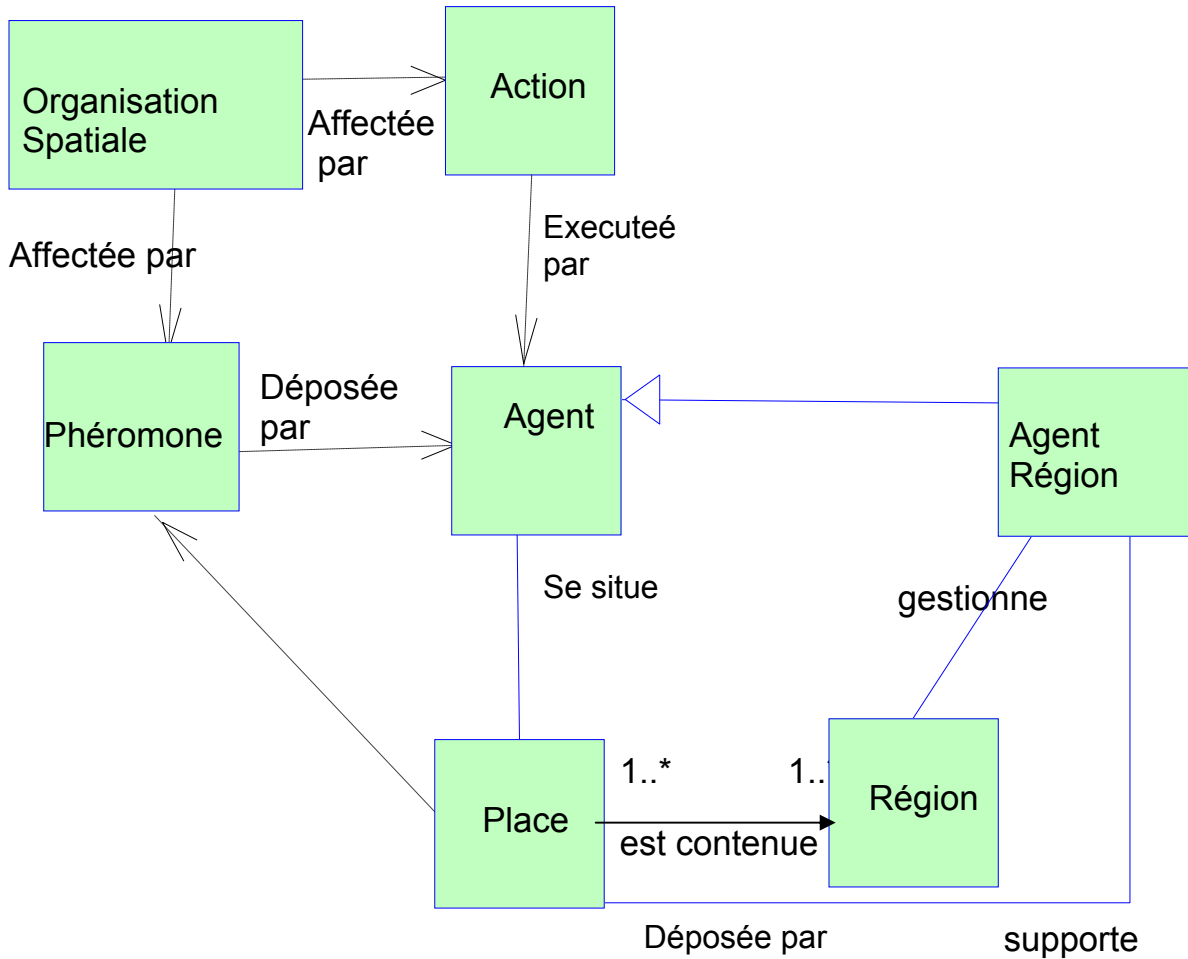 Organisation
Spatiale
Affectée
par
Action
Affectée par
Executeé
par
Phéromone
Déposée
par
Agent
Agent
Région
Se situe
gestionne
1..*
1..*
Place
Région
est contenue
Déposée par
supporte